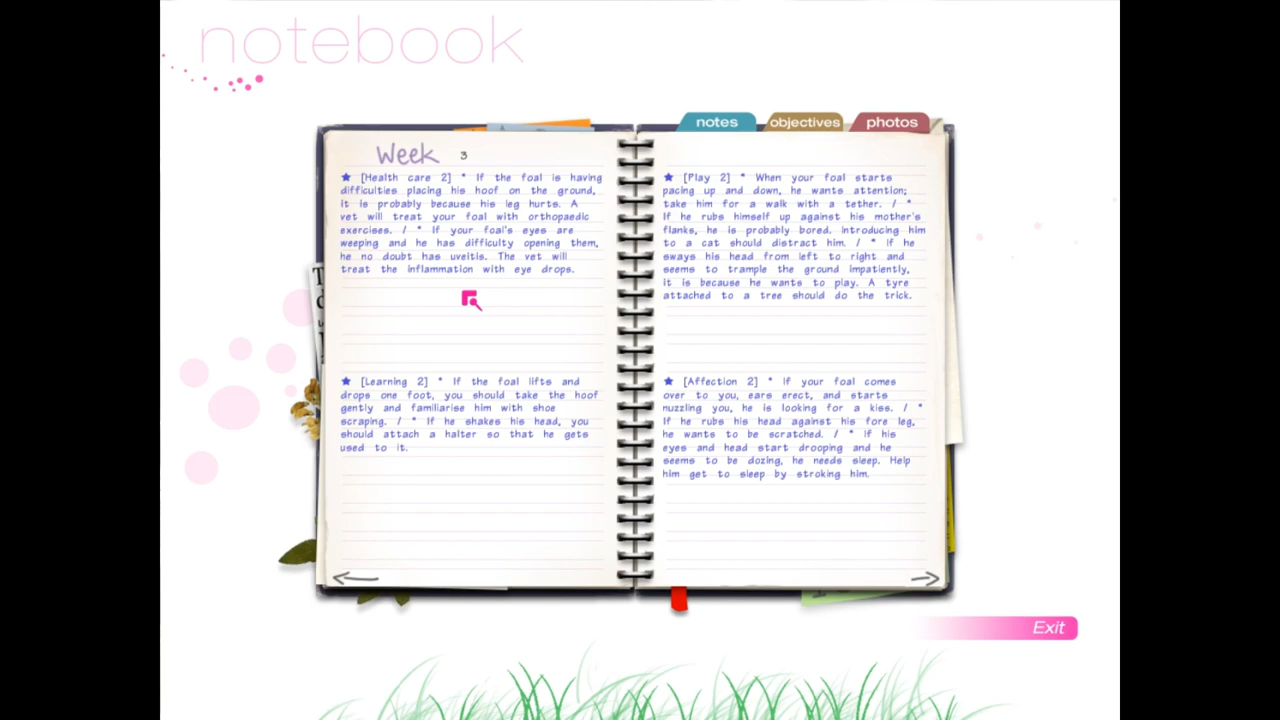 notebook
notes
objectives
photos
Week 3
★ [Health care 2] * If the foal is having
difficulties placing his hoof on the ground,
it is probably because his leg hurts. A
vet will treat your foal with orthopaedic
exercises. / * If your foal's eyes are
weeping and he has difficulty opening them,
he no doubt has uveitis. The vet will
treat the inflammation with eye drops.
★ [Learning 2] * If the foal lifts and
drops one foot, you should take the hoof
gently and familiarise him with shoe
scraping. / * If he shakes his head, you
should attach a halter so that he gets
used to it.
★ [Play 2] * When your foal starts
pacing up and down, he wants attention;
take him for a walk with a tether. / *
If he rubs himself up against his mother's
flanks, he is probably bored. Introducing him
to a cat should distract him. / * If he
sways his head from left to right and
seems to trample the ground impatiently,
it is because he wants to play. A tyre
attached to a tree should do the trick.
★ [Affection 2] * If your foal comes
over to you, ears erect, and starts
nuzzling you, he is looking for a kiss. / *
If he rubs his head against his fore leg,
he wants to be scratched. / * If his
eyes and head start drooping and he
seems to be dozing, he needs sleep. Help
him get to sleep by stroking him.
Exit